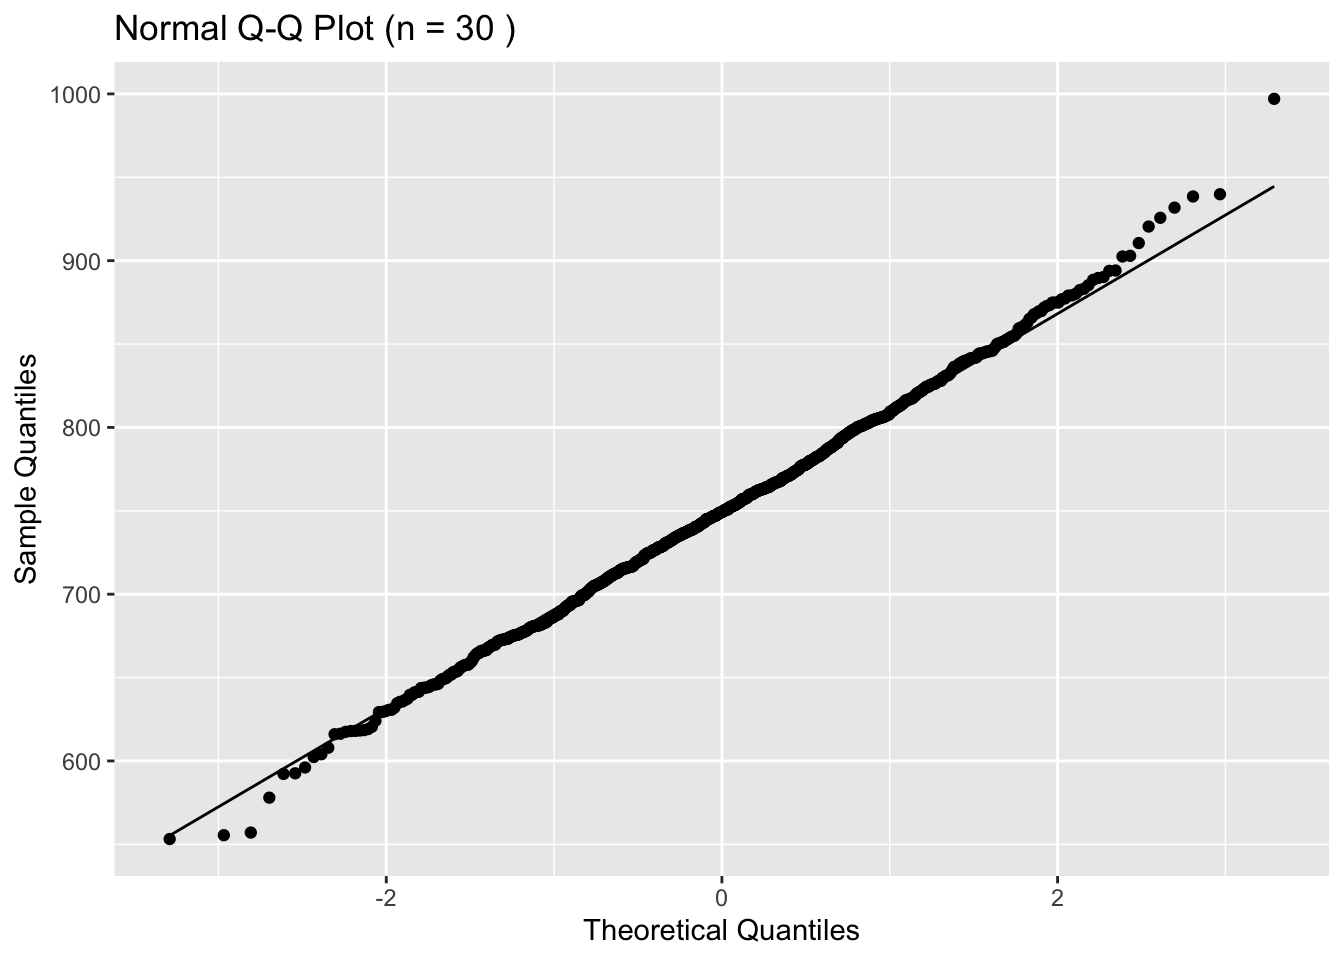 Normal Q-Q Plot (n = 30 )
1000
900
800
700
600
Sample Quantiles
-2
0
2
Theoretical Quantiles